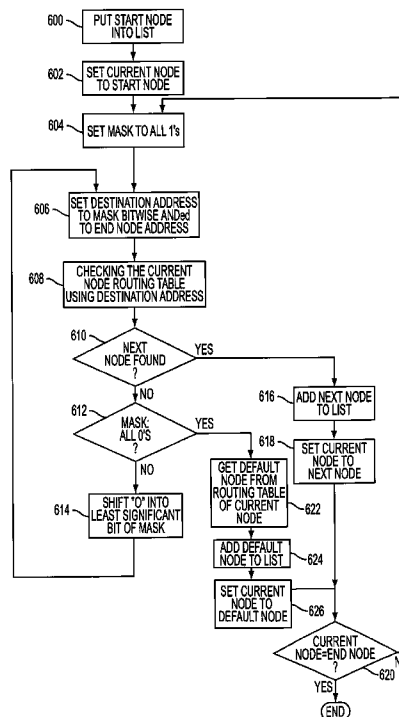 600
PUT START NODE
INTO LIST
602
SET CURRENT NODE
TO START NODE
604
SET MASK TO ALL 1's
606
SET DESTINATION ADDRESS
TO MASK BITWISE ANDed
TO END NODE ADDRESS
608
CHECKING THE CURRENT
NODE ROUTING TABLE
USING DESTINATION ADDRESS
610
NEXT
NODE FOUND
?
YES
NO
612
MASK:
ALL 0'S
?
YES
NO
614
SHIFT "0" INTO
LEAST SIGNIFICANT
BIT OF MASK
616
ADD NEXT NODE
TO LIST
618
SET CURRENT
NODE TO
NEXT NODE
GET DEFAULT
NODE FROM
ROUTING TABLE
OF CURRENT
NODE
622
ADD DEFAULT
NODE TO LIST
624
SET CURRENT
NODE TO
DEFAULT NODE
626
CURRENT
NODE=END NODE
?
620
N
YES
END